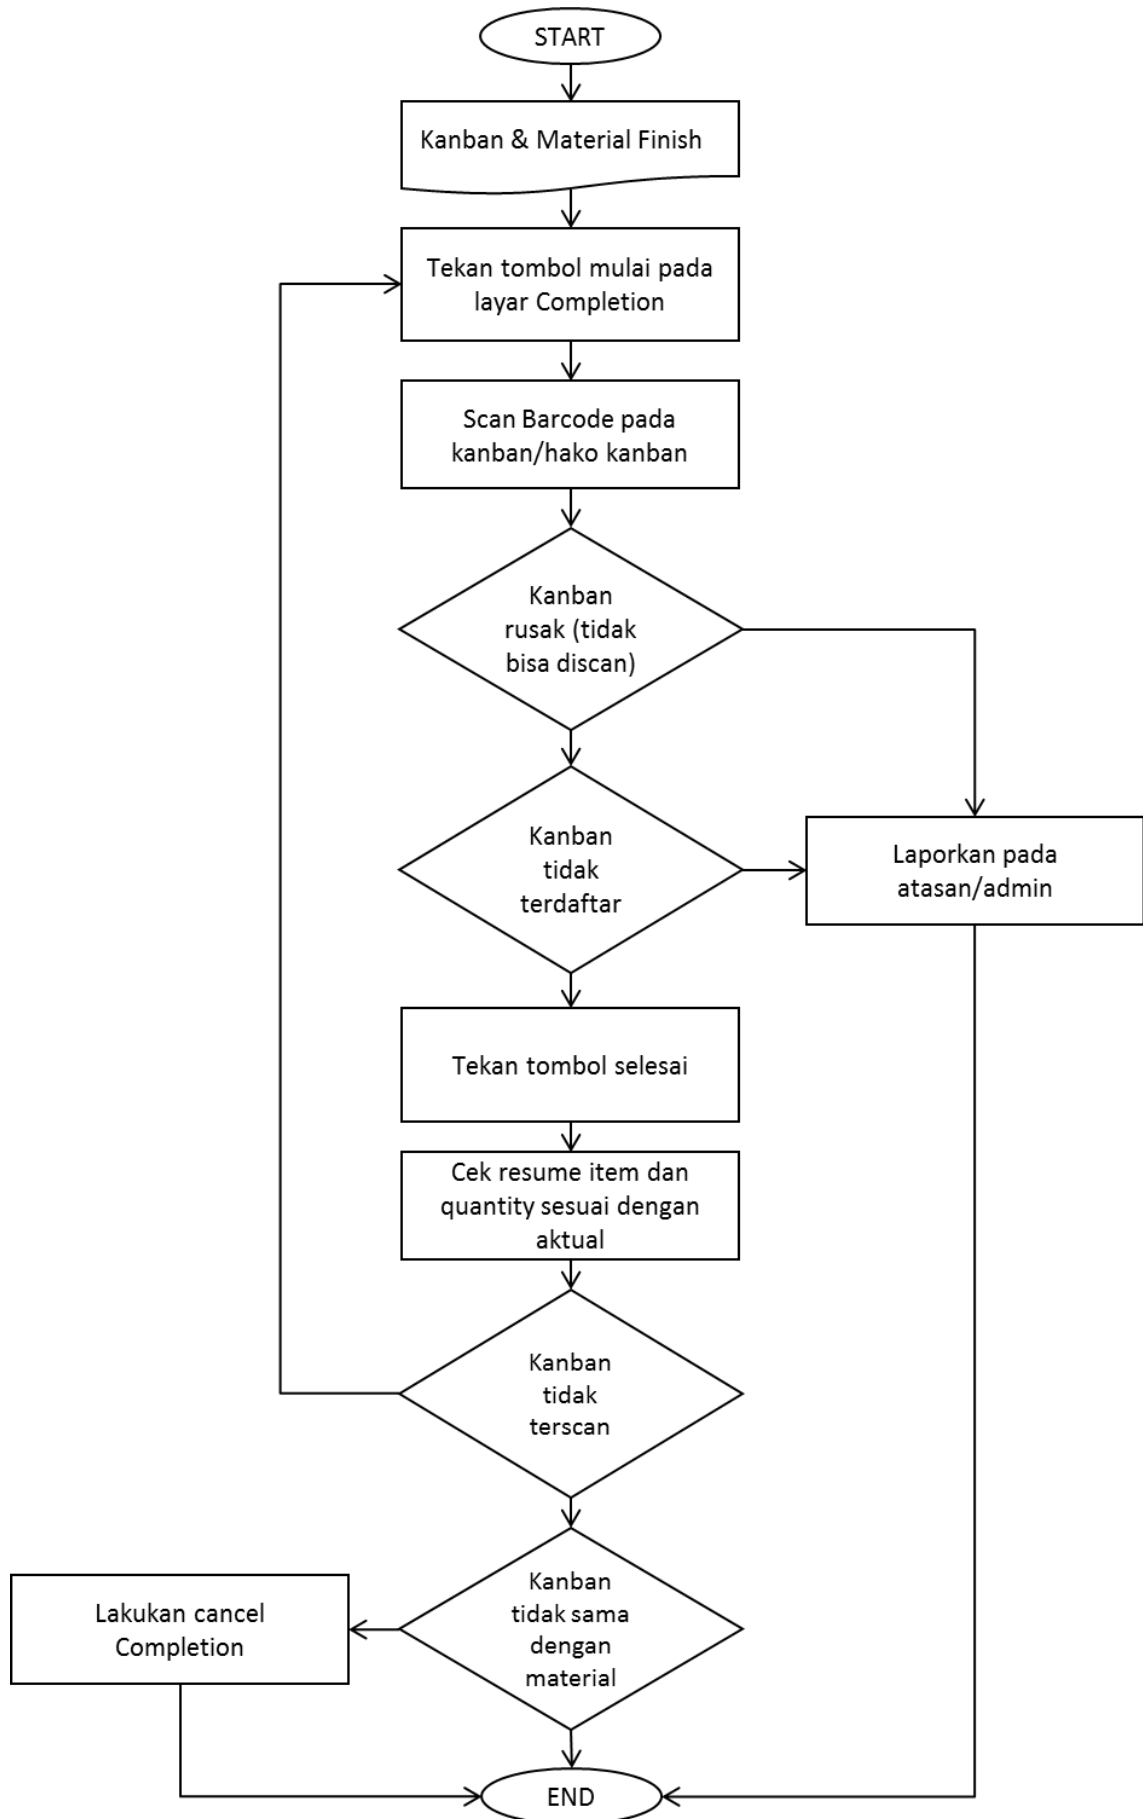 START
Kanban & Material Finish
Tekan tombol mulai pada
layar Completion
Scan Barcode pada
kanban/hako kanban
Kanban
rusak (tidak
bisa discan)
Kanban
tidak
terdaftar
Laporkan pada
atasan/admin
Tekan tombol selesai
Cek resume item dan
quantity sesuai dengan
aktual
Kanban
tidak
terscan
Kanban
tidak sama
dengan
material
Lakukan cancel
Completion
END